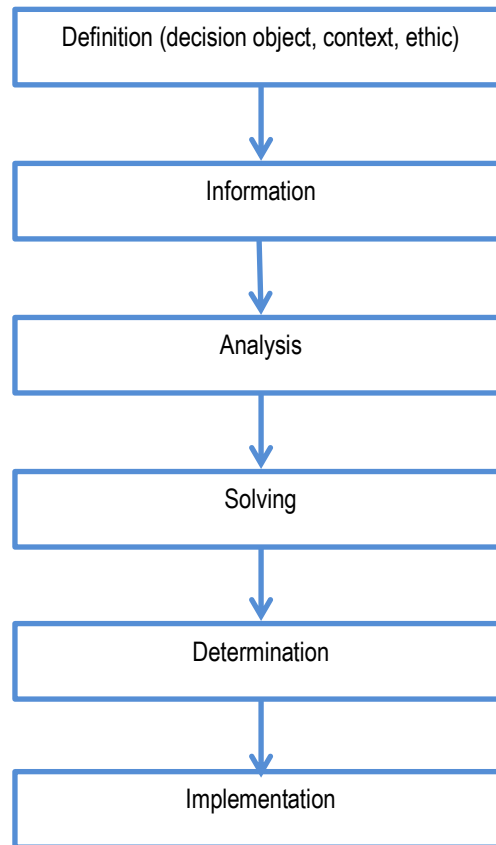 Definition (decision object, context, ethic)
Information
Analysis
Solving
Determination
Implementation